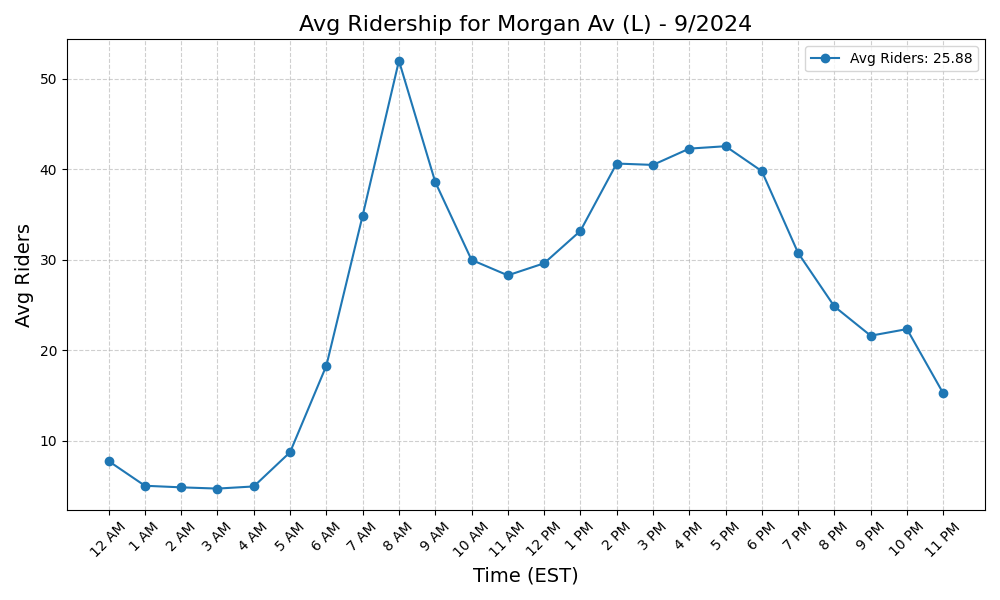 Avg Ridership for Morgan Av (L) - 9/2024
Avg Riders: 25.88
Avg Riders
50
40
30
20
10
12 AM
1 AM
2 AM
3 AM
4 AM
5 AM
6 AM
7 AM
8 AM
9 AM
10 AM
11 AM
12 PM
1 PM
2 PM
3 PM
4 PM
5 PM
6 PM
7 PM
8 PM
9 PM
10 PM
11 PM
Time (EST)